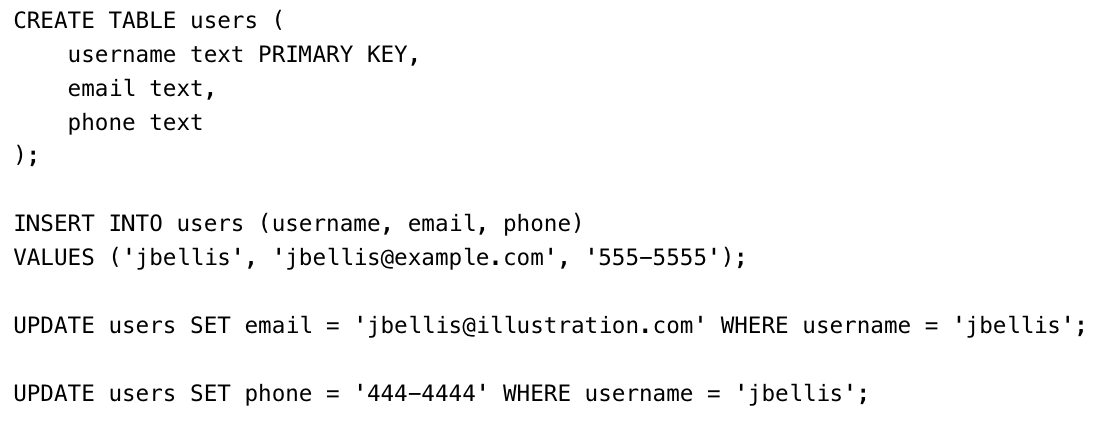 CREATE TABLE users (
    username text PRIMARY KEY,
    email text,
    phone text
);

INSERT INTO users (username, email, phone)
VALUES ('jbellis', 'jbellis@example.com', '555-5555');

UPDATE users SET email = 'jbellis@illustration.com' WHERE username = 'jbellis';

UPDATE users SET phone = '444-4444' WHERE username = 'jbellis';